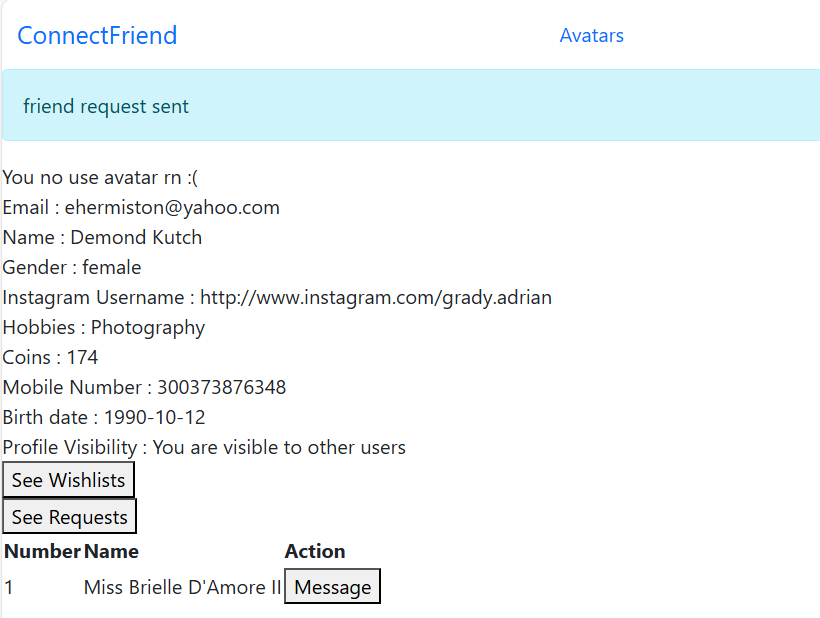 ConnectFriend Avatars
friend request sent
You no use avatar rn :(
Email : ehermiston@yahoo.com
Name : Demond Kutch
Gender : female
Instagram Username : http://www.instagram.com/grady.adrian
Hobbies : Photography
Coins : 174
Mobile Number : 300373876348
Birth date : 1990-10-12
Profile Visibility : You are visible to other users
See Wishlists
See Requests
Number Name Action
1 Miss Brielle D'Amore II Message